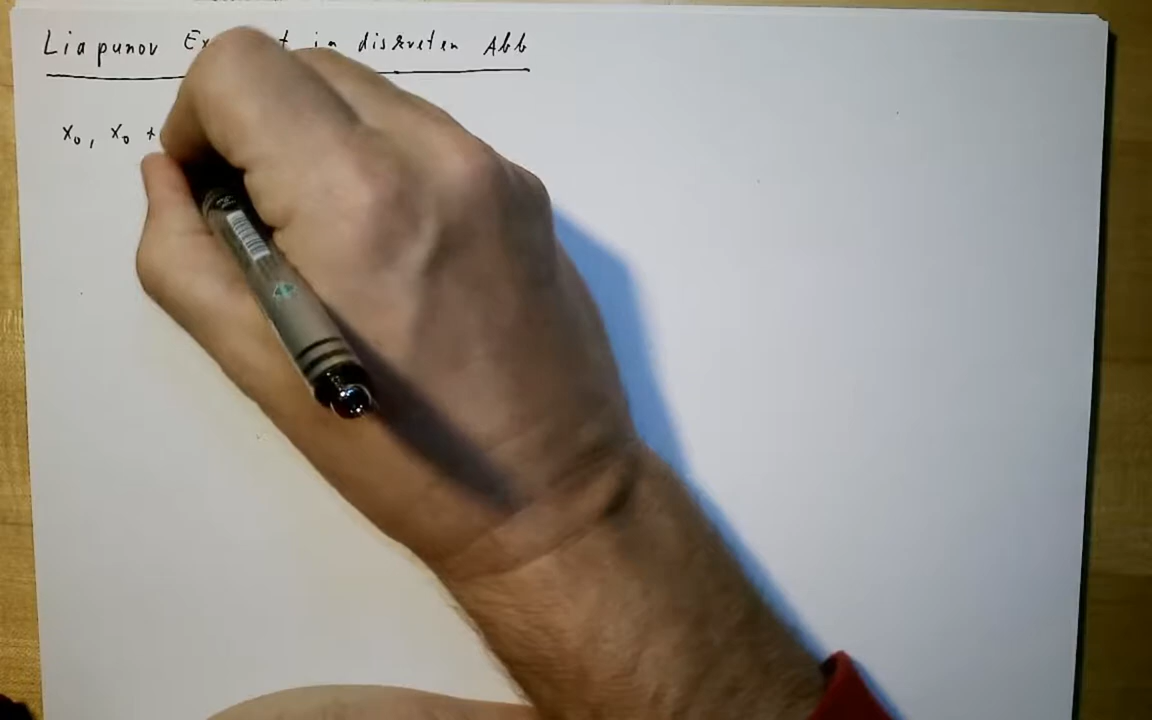 Liapunov in diskreten Abb
x₀, x₀ +